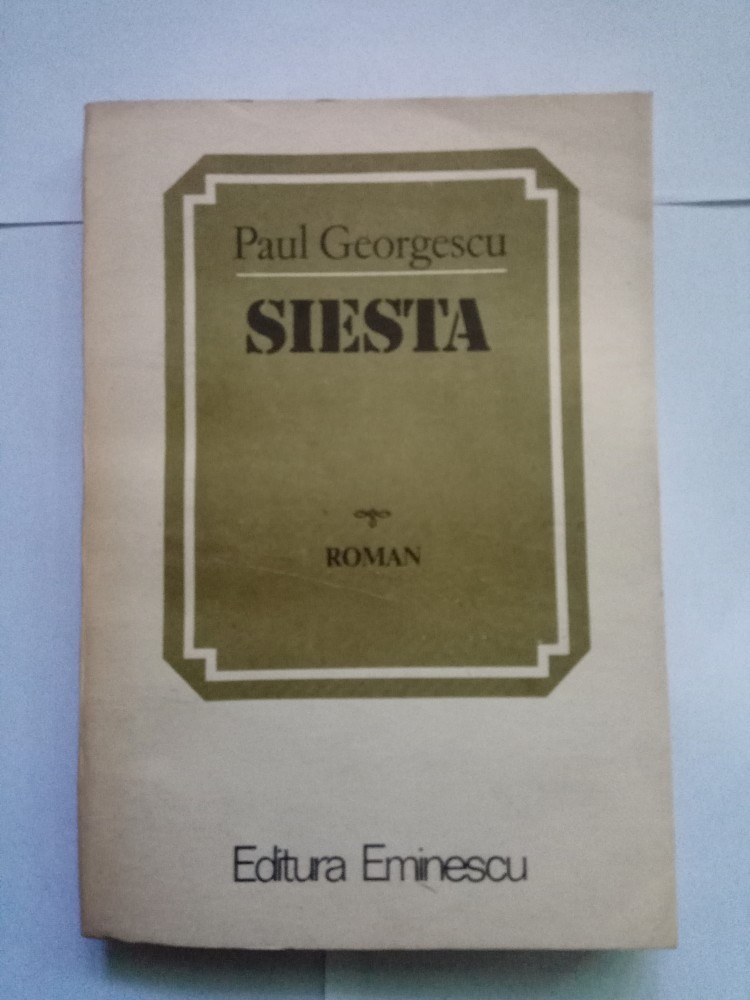 Paul Georgescu
SIESTA
ROMAN
Editura Eminescu